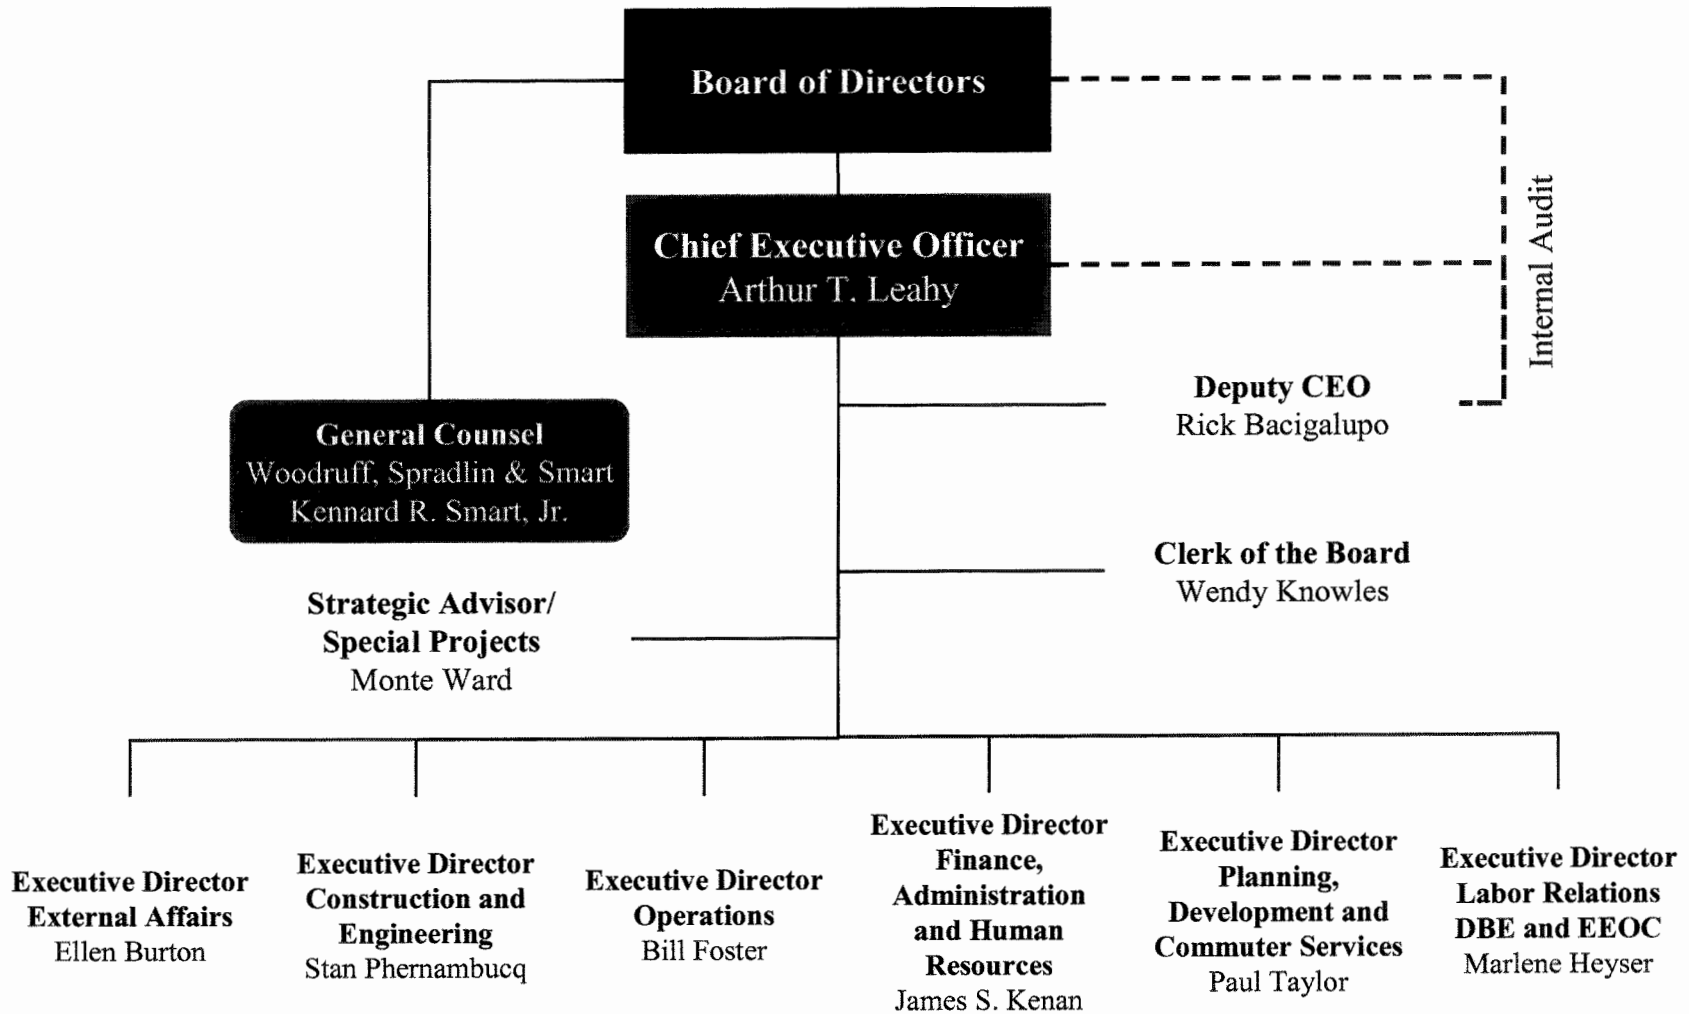 Board of Directors
Chief Executive Officer
Arthur T. Leahy
Internal Audit
Deputy CEO
Rick Bacigalupo
General Counsel
Woodruff, Spradlin & Smart
Kennard R. Smart, Jr.
Clerk of the Board
Wendy Knowles
Strategic Advisor/
Special Projects
Monte Ward
Executive Director
External Affairs
Ellen Burton
Executive Director
Construction and
Engineering
Stan Phernambucq
Executive Director
Operations
Bill Foster
Executive Director
Finance,
Administration
and Human
Resources
James S. Kenan
Executive Director
Planning,
Development and
Commuter Services
Paul Taylor
Executive Director
Labor Relations
DBE and EEOC
Marlene Heyser